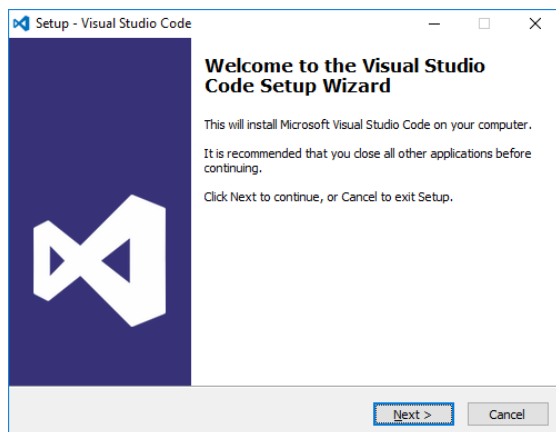 Setup - Visual Studio Code
Welcome to the Visual Studio
Code Setup Wizard
This will install Microsoft Visual Studio Code on your computer.
It is recommended that you close all other applications before
continuing.
Click Next to continue, or Cancel to exit Setup.
Next >
Cancel